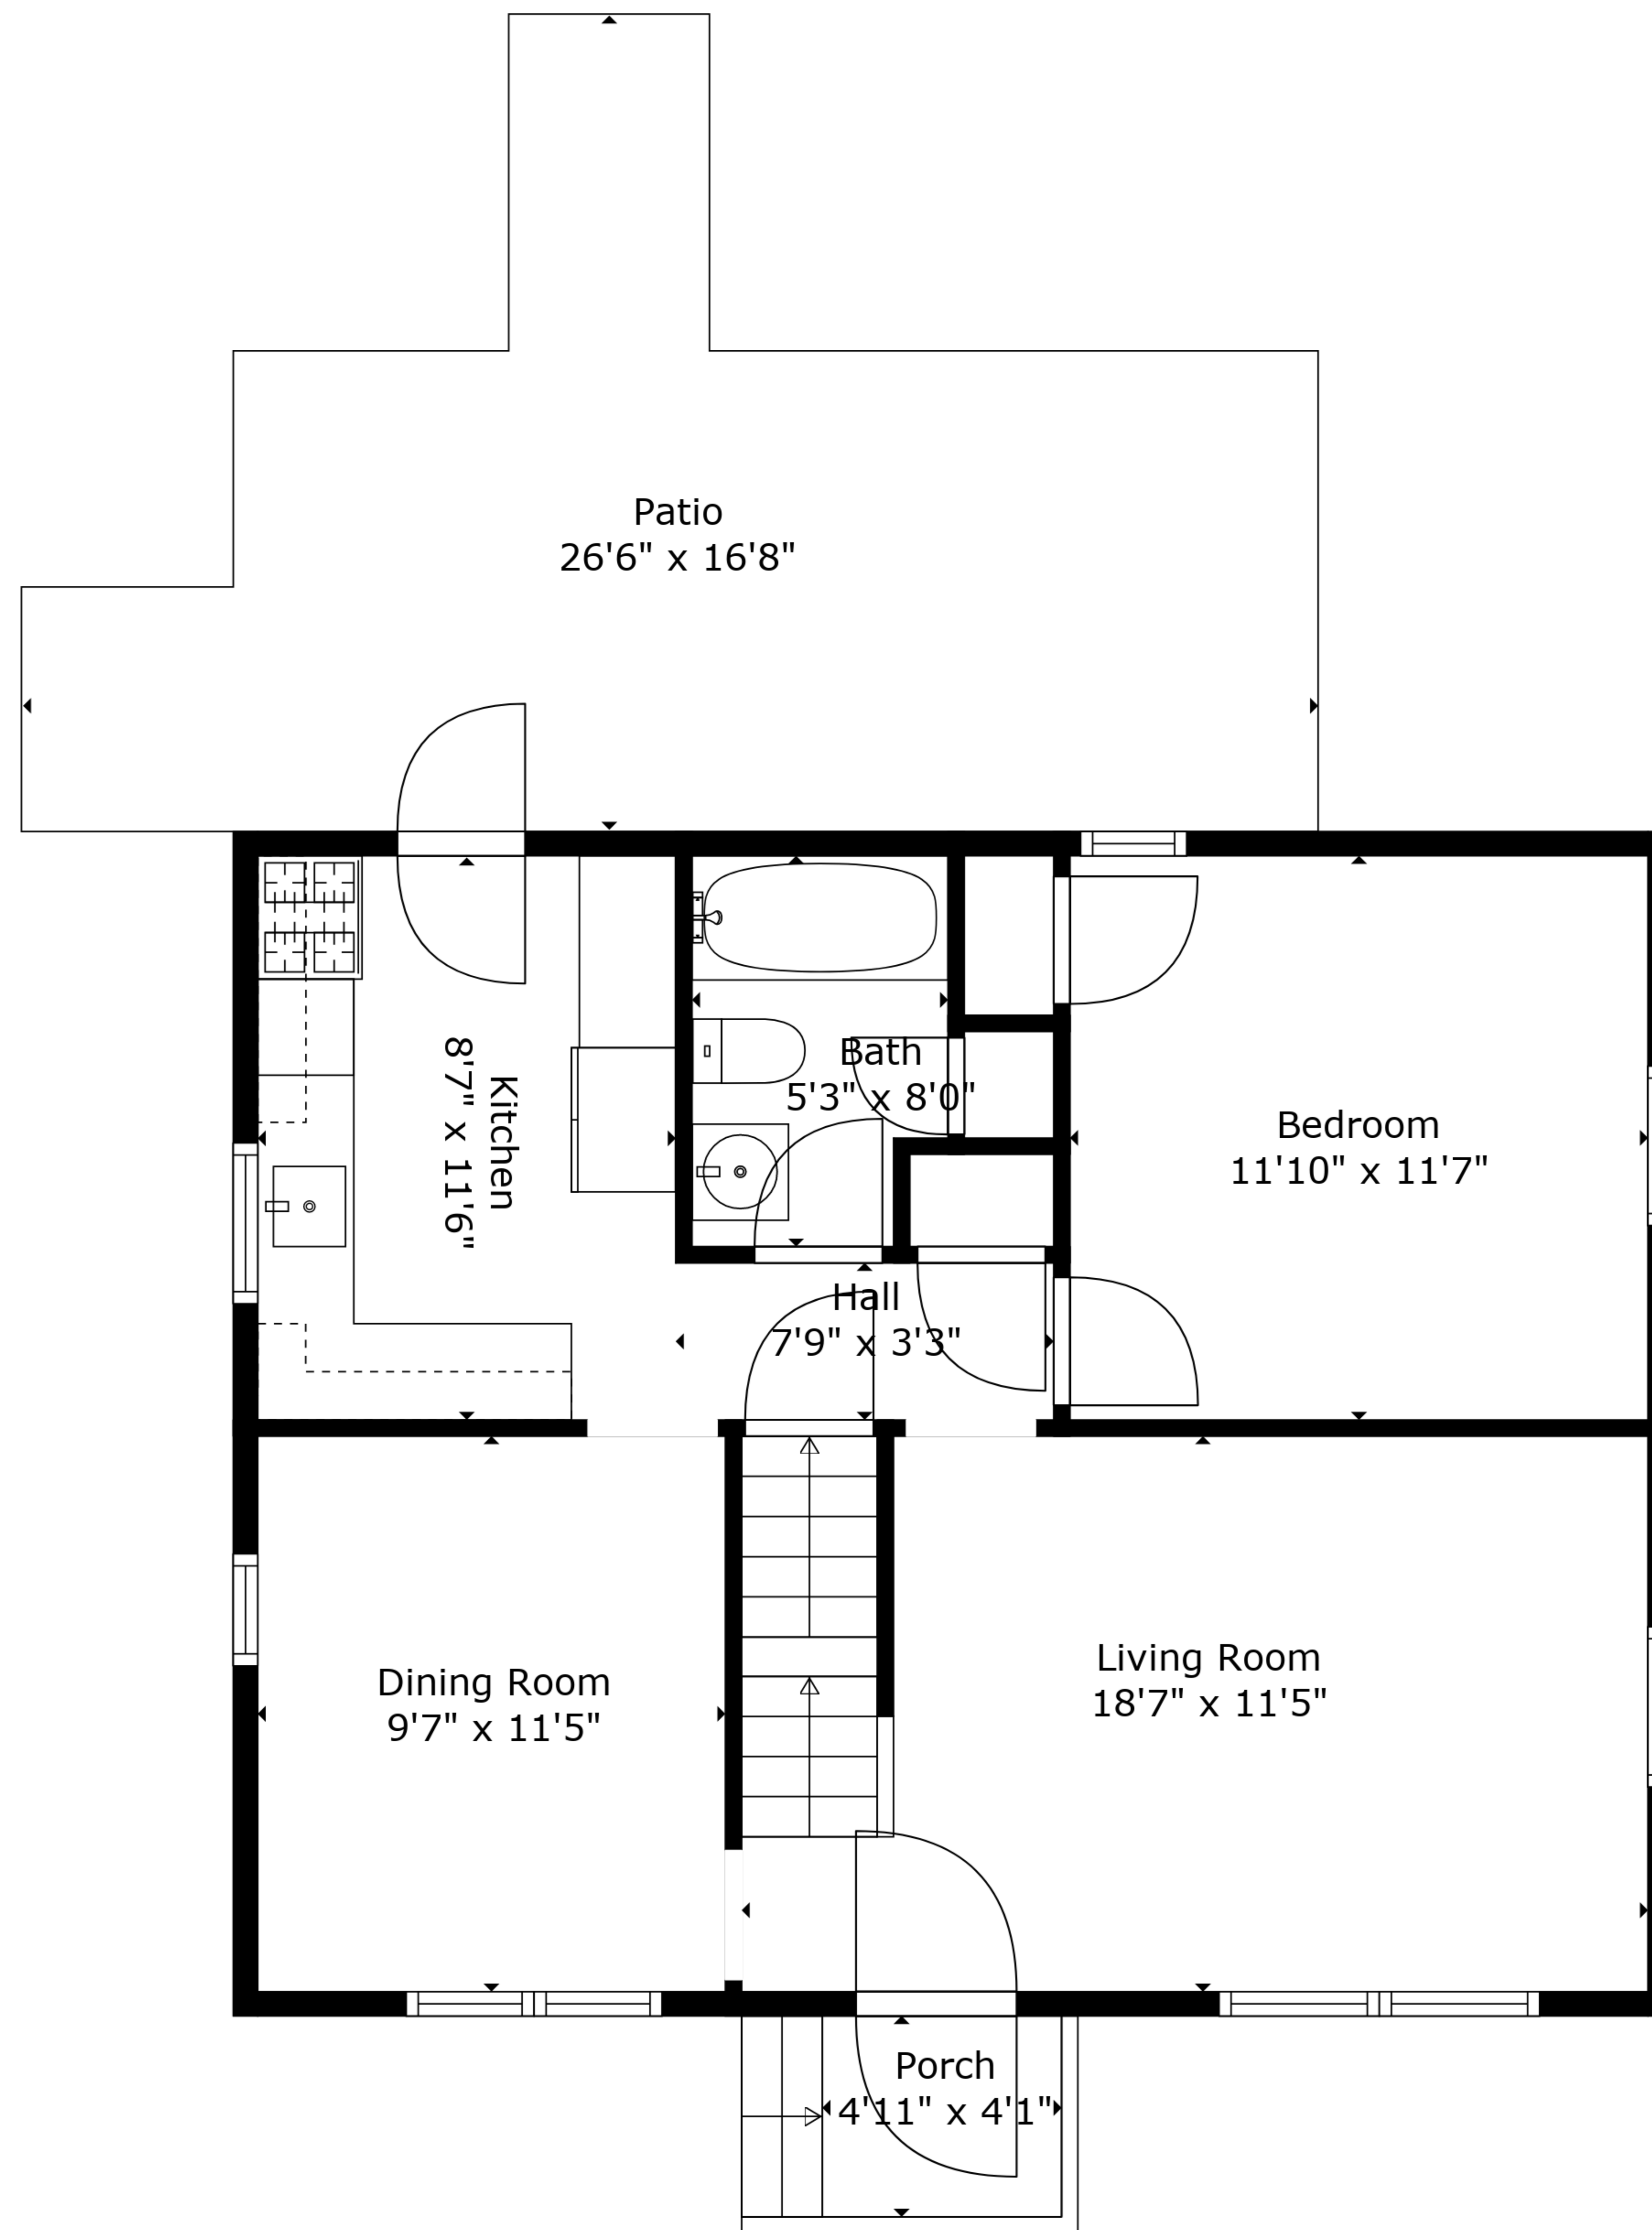 Patio
26'6" x 16'8"
Kitchen
8'7" x 11'6"
Bath
5'3" x 8'0"
Bedroom
11'10" x 11'7"
Hall
7'9" x 3'3"
Dining Room
9'7" x 11'5"
Living Room
18'7" x 11'5"
Porch
4'11" x 4'1"